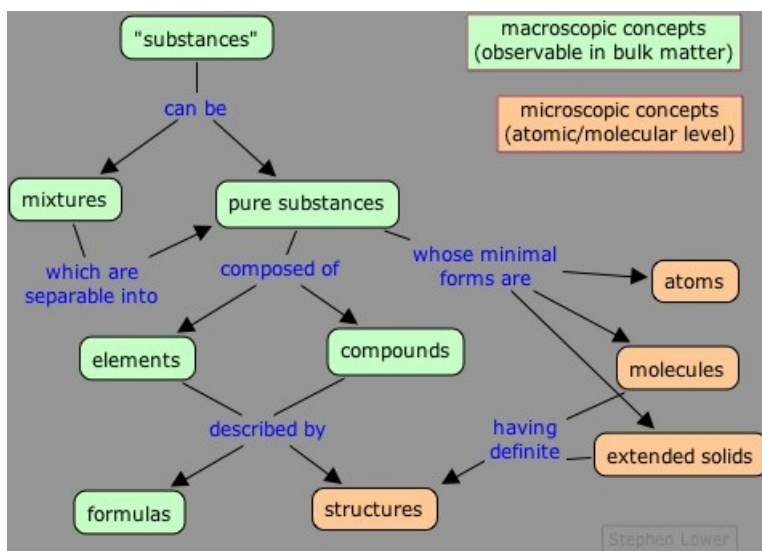 "substances"
macroscopic concepts
(observable in bulk matter)
can be
microscopic concepts
(atomic/molecular level)
mixtures
pure substances
which are
separable into
composed of
whose minimal
forms are
atoms
elements
compounds
molecules
described by
having
definite
extended solids
formulas
structures
Stephen Lower